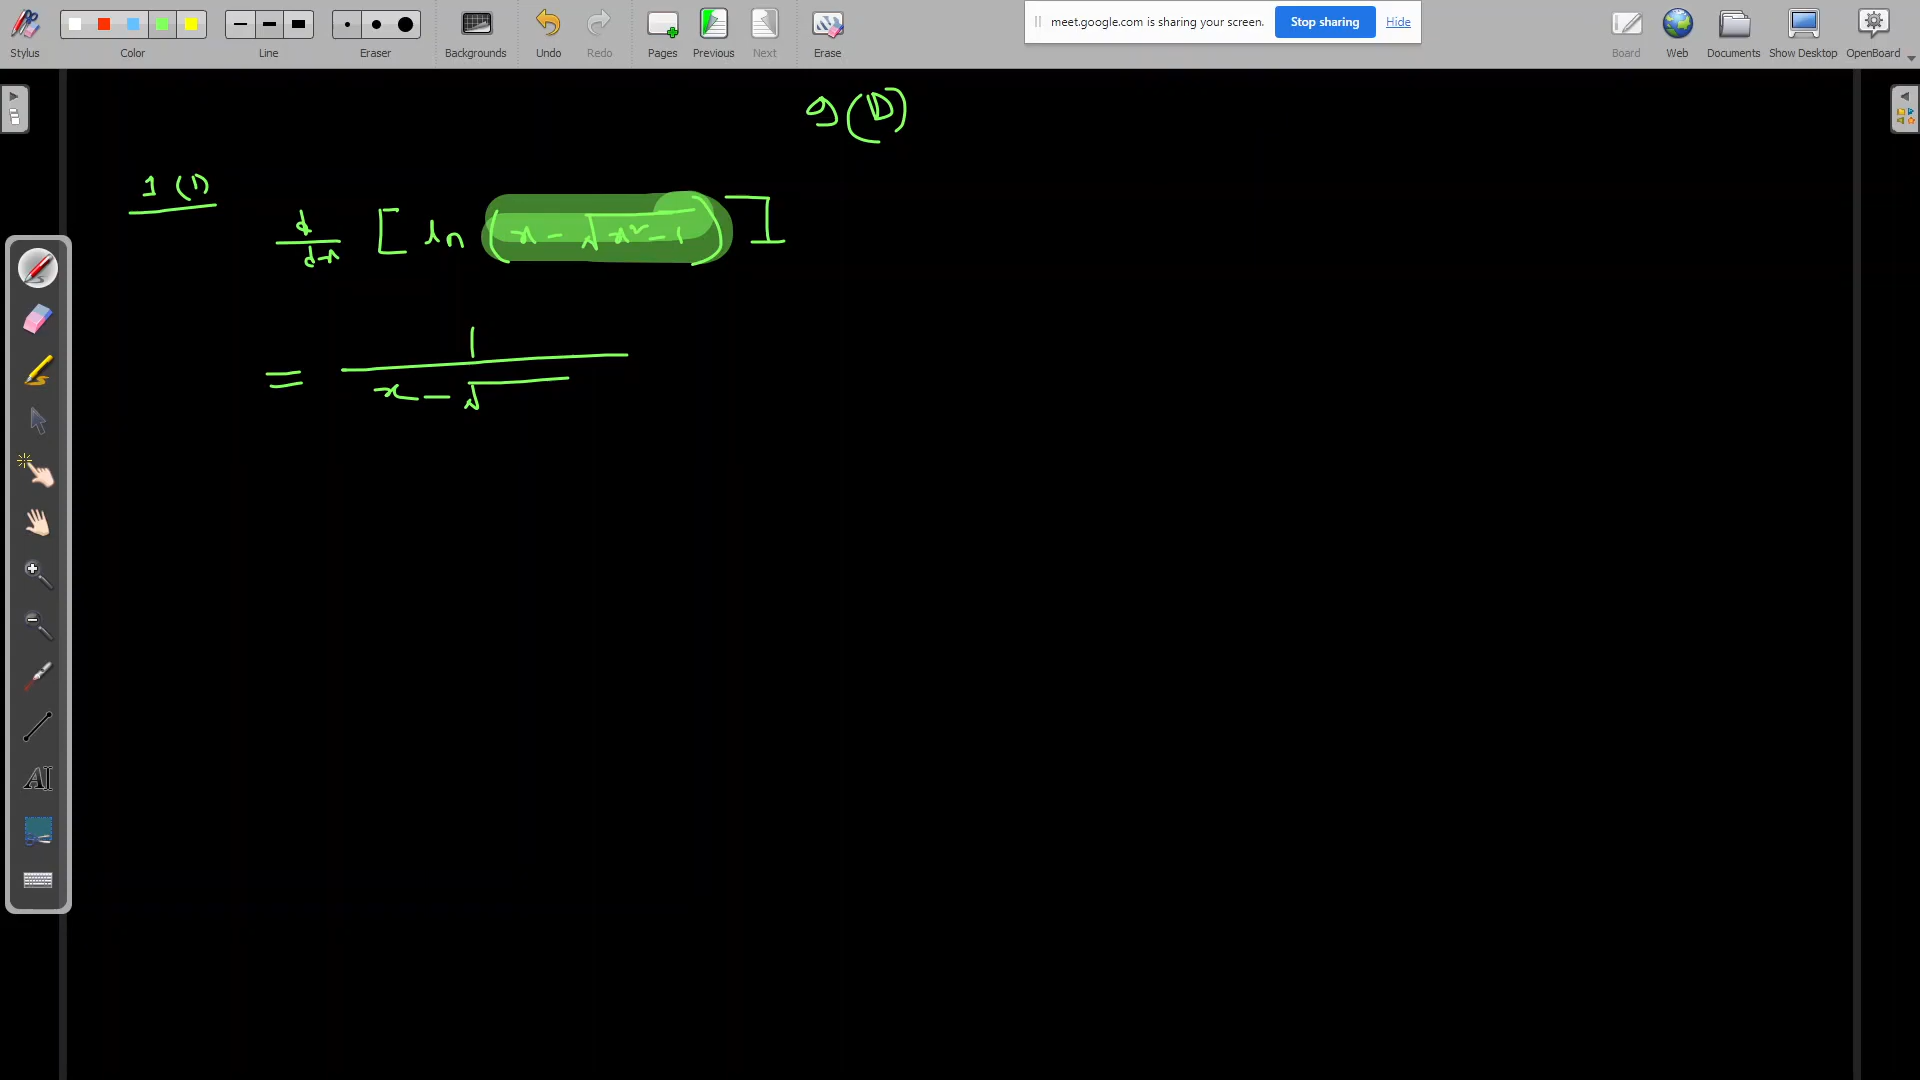 Stylus Color Line Eraser Backgrounds Undo Redo Pages Previous Next Erase
meet.google.com is sharing your screen. Stop sharing Hide
Board Web Documents Show Desktop OpenBoard
9 (D)
1 (1)
d/dx [ ln (x - √(x² - 1)) ]
= 1/(x - √ )